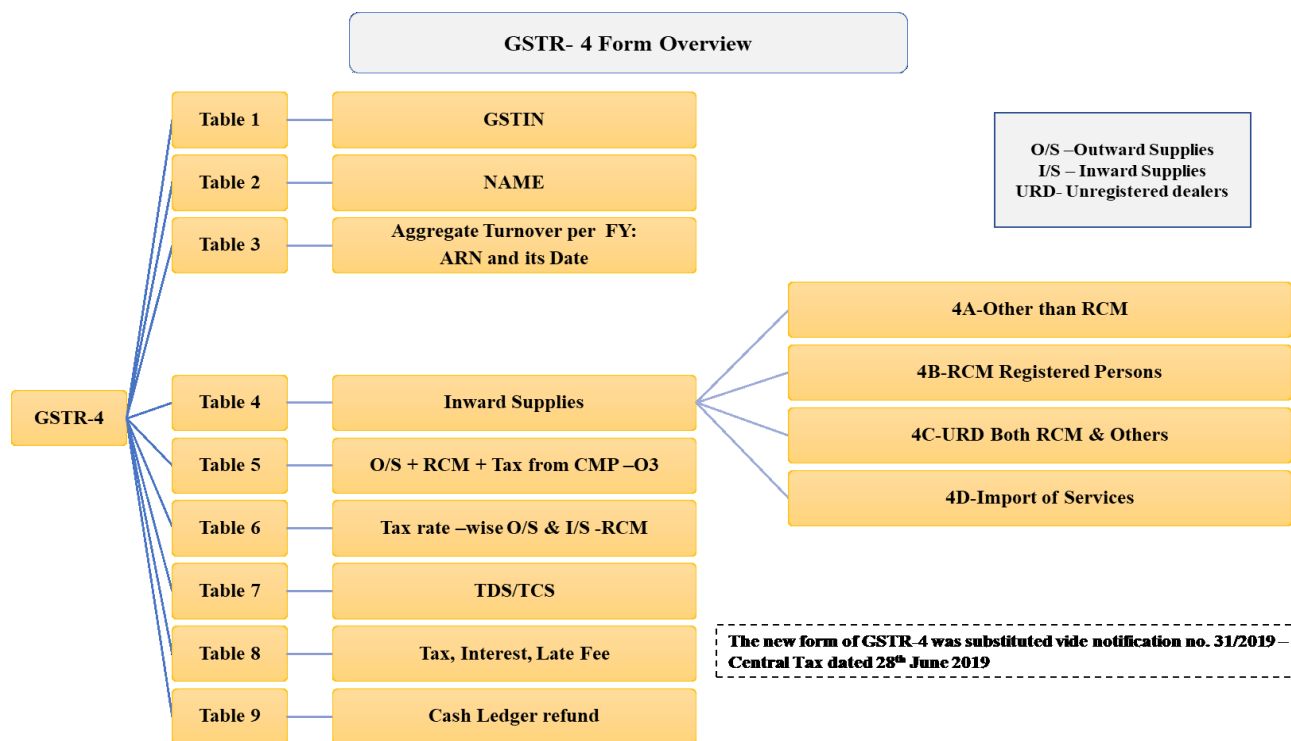 GSTR- 4 Form Overview
O/S –Outward Supplies
I/S – Inward Supplies
URD- Unregistered dealers
GSTR-4
Table 1
GSTIN
Table 2
NAME
Table 3
Aggregate Turnover per FY:
ARN and its Date
Table 4
Inward Supplies
4A-Other than RCM
4B-RCM Registered Persons
4C-URD Both RCM & Others
4D-Import of Services
Table 5
O/S + RCM + Tax from CMP –O3
Table 6
Tax rate –wise O/S & I/S -RCM
Table 7
TDS/TCS
Table 8
Tax, Interest, Late Fee
Table 9
Cash Ledger refund
The new form of GSTR-4 was substituted vide notification no. 31/2019 –
Central Tax dated 28th June 2019